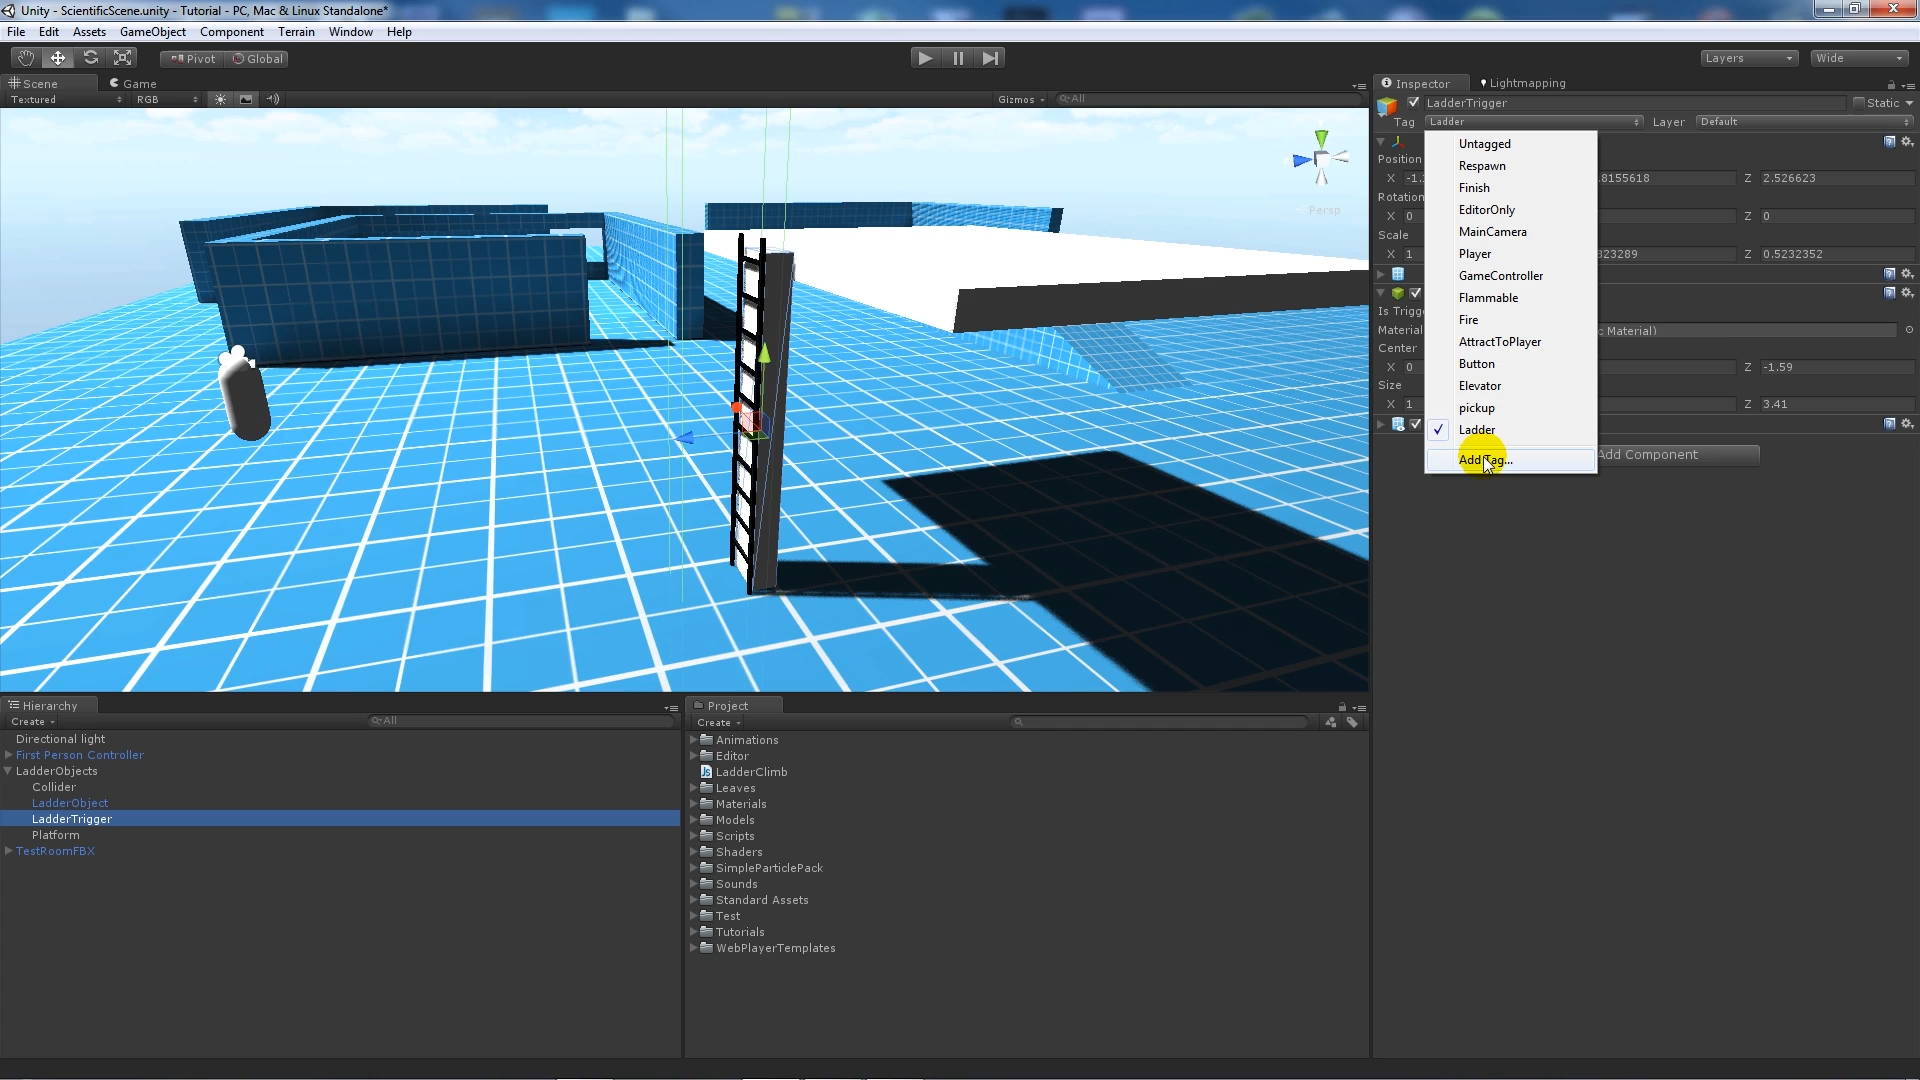 Unity - ScientificScene.unity - Tutorial - PC, Mac & Linux Standalone*
File Edit Assets GameObject Component Terrain Window Help
Pivot Global Layers Wide
Scene Game
Textured RGB Gizmos All
Persp
Inspector Lightmapping
LadderTrigger Static
Tag Ladder Layer Default
Position
X -1. .8155618 Z 2.526623
Rotation
X 0 0 Z 0
Scale
X 1 323289 Z 0.5232352
Is Trigg
Material c Material)
Center
X 0 Z -1.59
Size
X 1 Z 3.41
Add Component
Untagged
Respawn
Finish
EditorOnly
MainCamera
Player
GameController
Flammable
Fire
AttractToPlayer
Button
Elevator
pickup
Ladder
Add Tag...
Hierarchy
Create All
Directional light
First Person Controller
LadderObjects
Collider
LadderObject
LadderTrigger
Platform
TestRoomFBX
Project
Create
Animations
Editor
LadderClimb
Leaves
Materials
Models
Scripts
Shaders
SimpleParticlePack
Sounds
Standard Assets
Test
Tutorials
WebPlayerTemplates